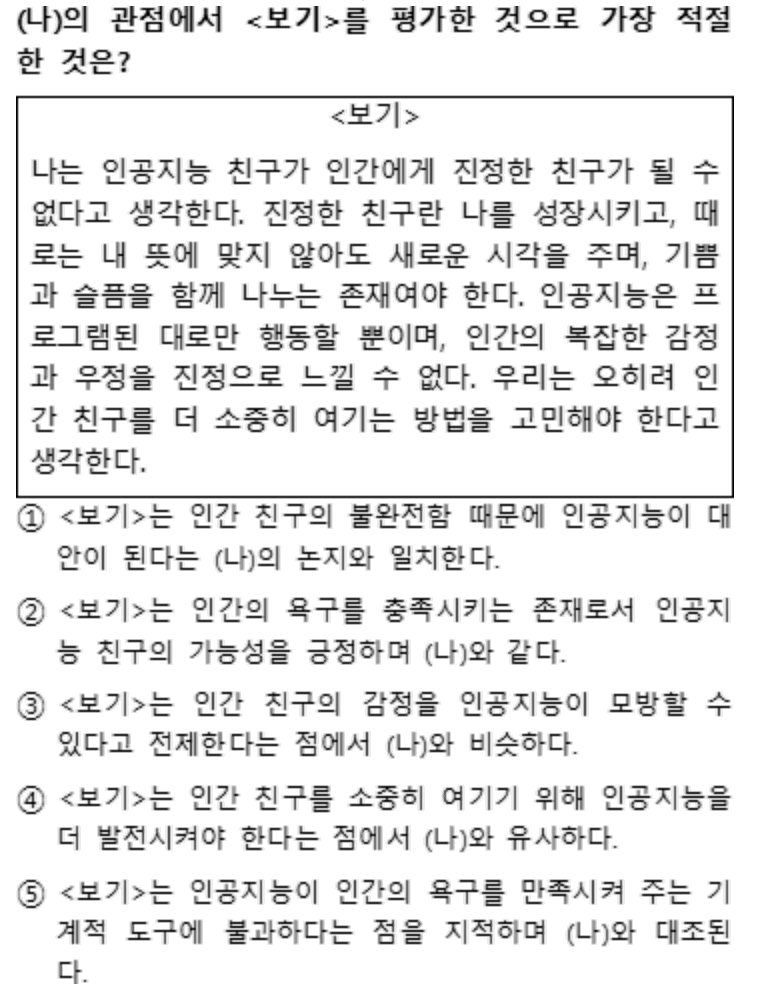 (나)의 관점에서 <보기>를 평가한 것으로 가장 적절
한 것은?
<보기>
나는 인공지능 친구가 인간에게 진정한 친구가 될 수
없다고 생각한다. 진정한 친구란 나를 성장시키고, 때
로는 내 뜻에 맞지 않아도 새로운 시각을 주며, 기쁨
과 슬픔을 함께 나누는 존재여야 한다. 인공지능은 프
로그램된 대로만 행동할 뿐이며, 인간의 복잡한 감정
과 우정을 진정으로 느낄 수 없다. 우리는 오히려 인
간 친구를 더 소중히 여기는 방법을 고민해야 한다고
생각한다.
① <보기>는 인간 친구의 불완전함 때문에 인공지능이 대
안이 된다는 (나)의 논지와 일치한다.
② <보기>는 인간의 욕구를 충족시키는 존재로서 인공지
능 친구의 가능성을 긍정하며 (나)와 같다.
③ <보기>는 인간 친구의 감정을 인공지능이 모방할 수
있다고 전제한다는 점에서 (나)와 비슷하다.
④ <보기>는 인간 친구를 소중히 여기기 위해 인공지능을
더 발전시켜야 한다는 점에서 (나)와 유사하다.
⑤ <보기>는 인공지능이 인간의 욕구를 만족시켜 주는 기
계적 도구에 불과하다는 점을 지적하며 (나)와 대조된
다.